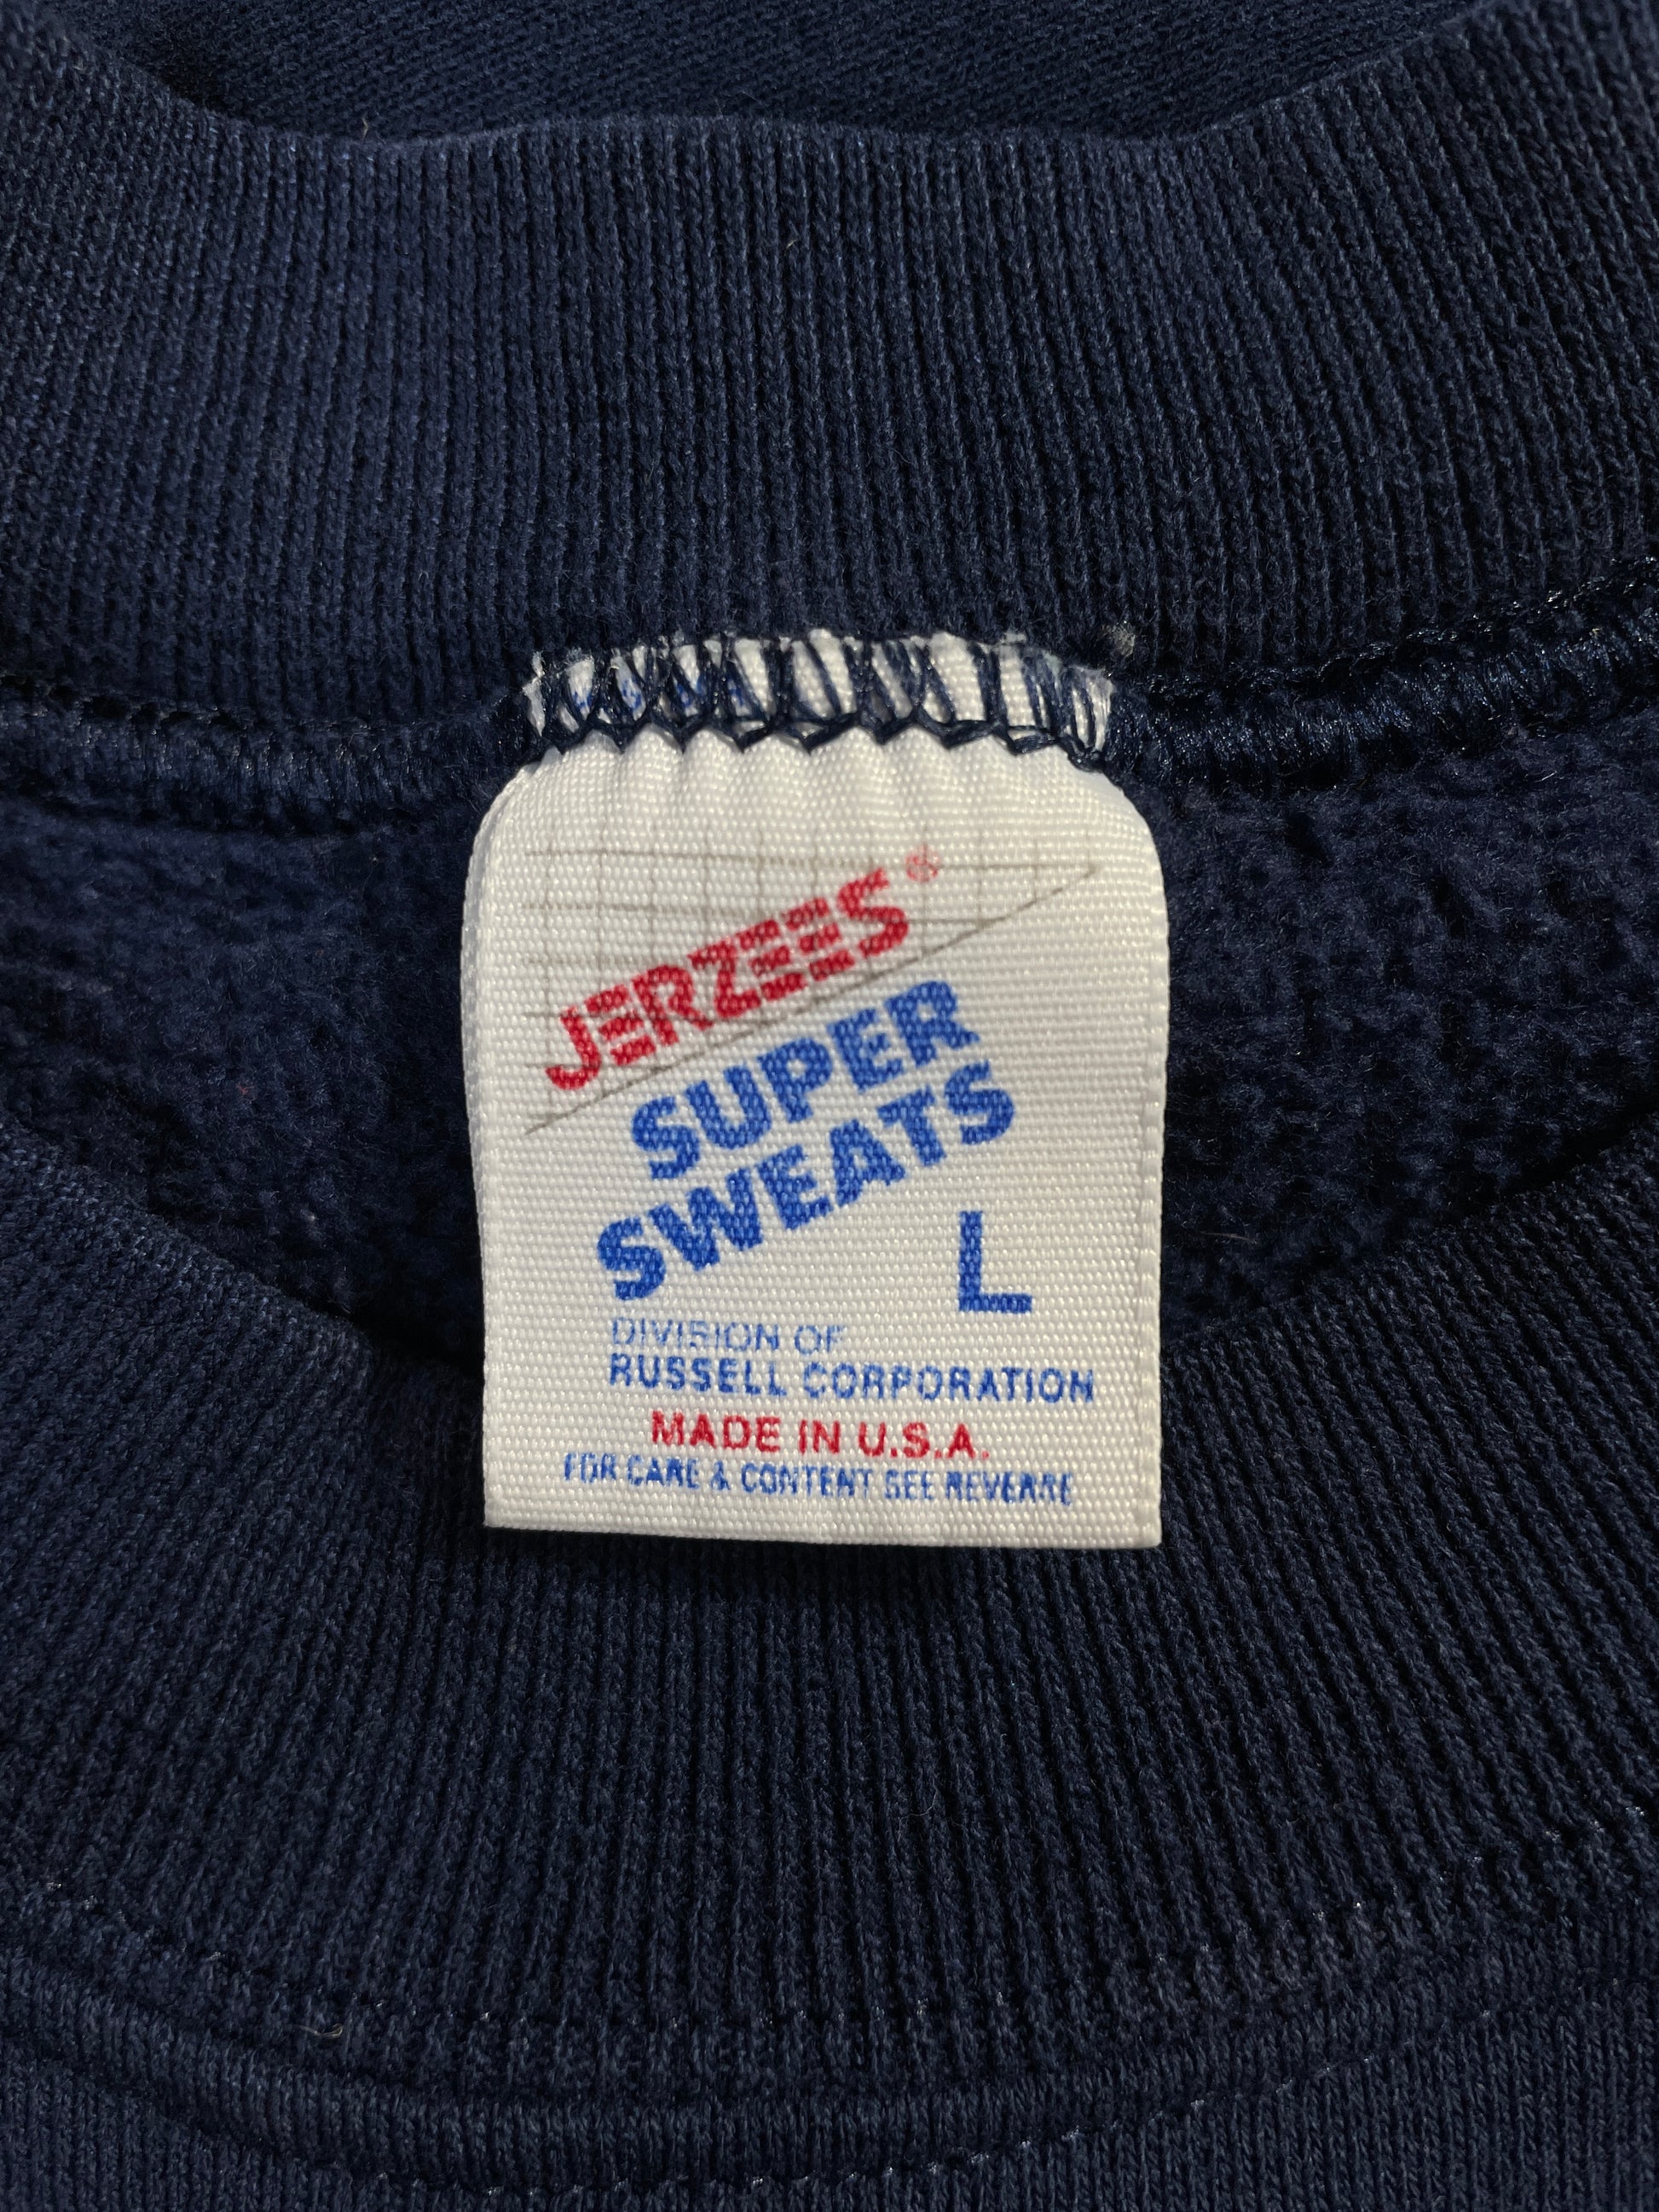 JERZEES®
SUPER
SWEATS
L
DIVISION OF
RUSSELL CORPORATION
MADE IN U.S.A.
FOR CARE & CONTENT SEE REVERSE